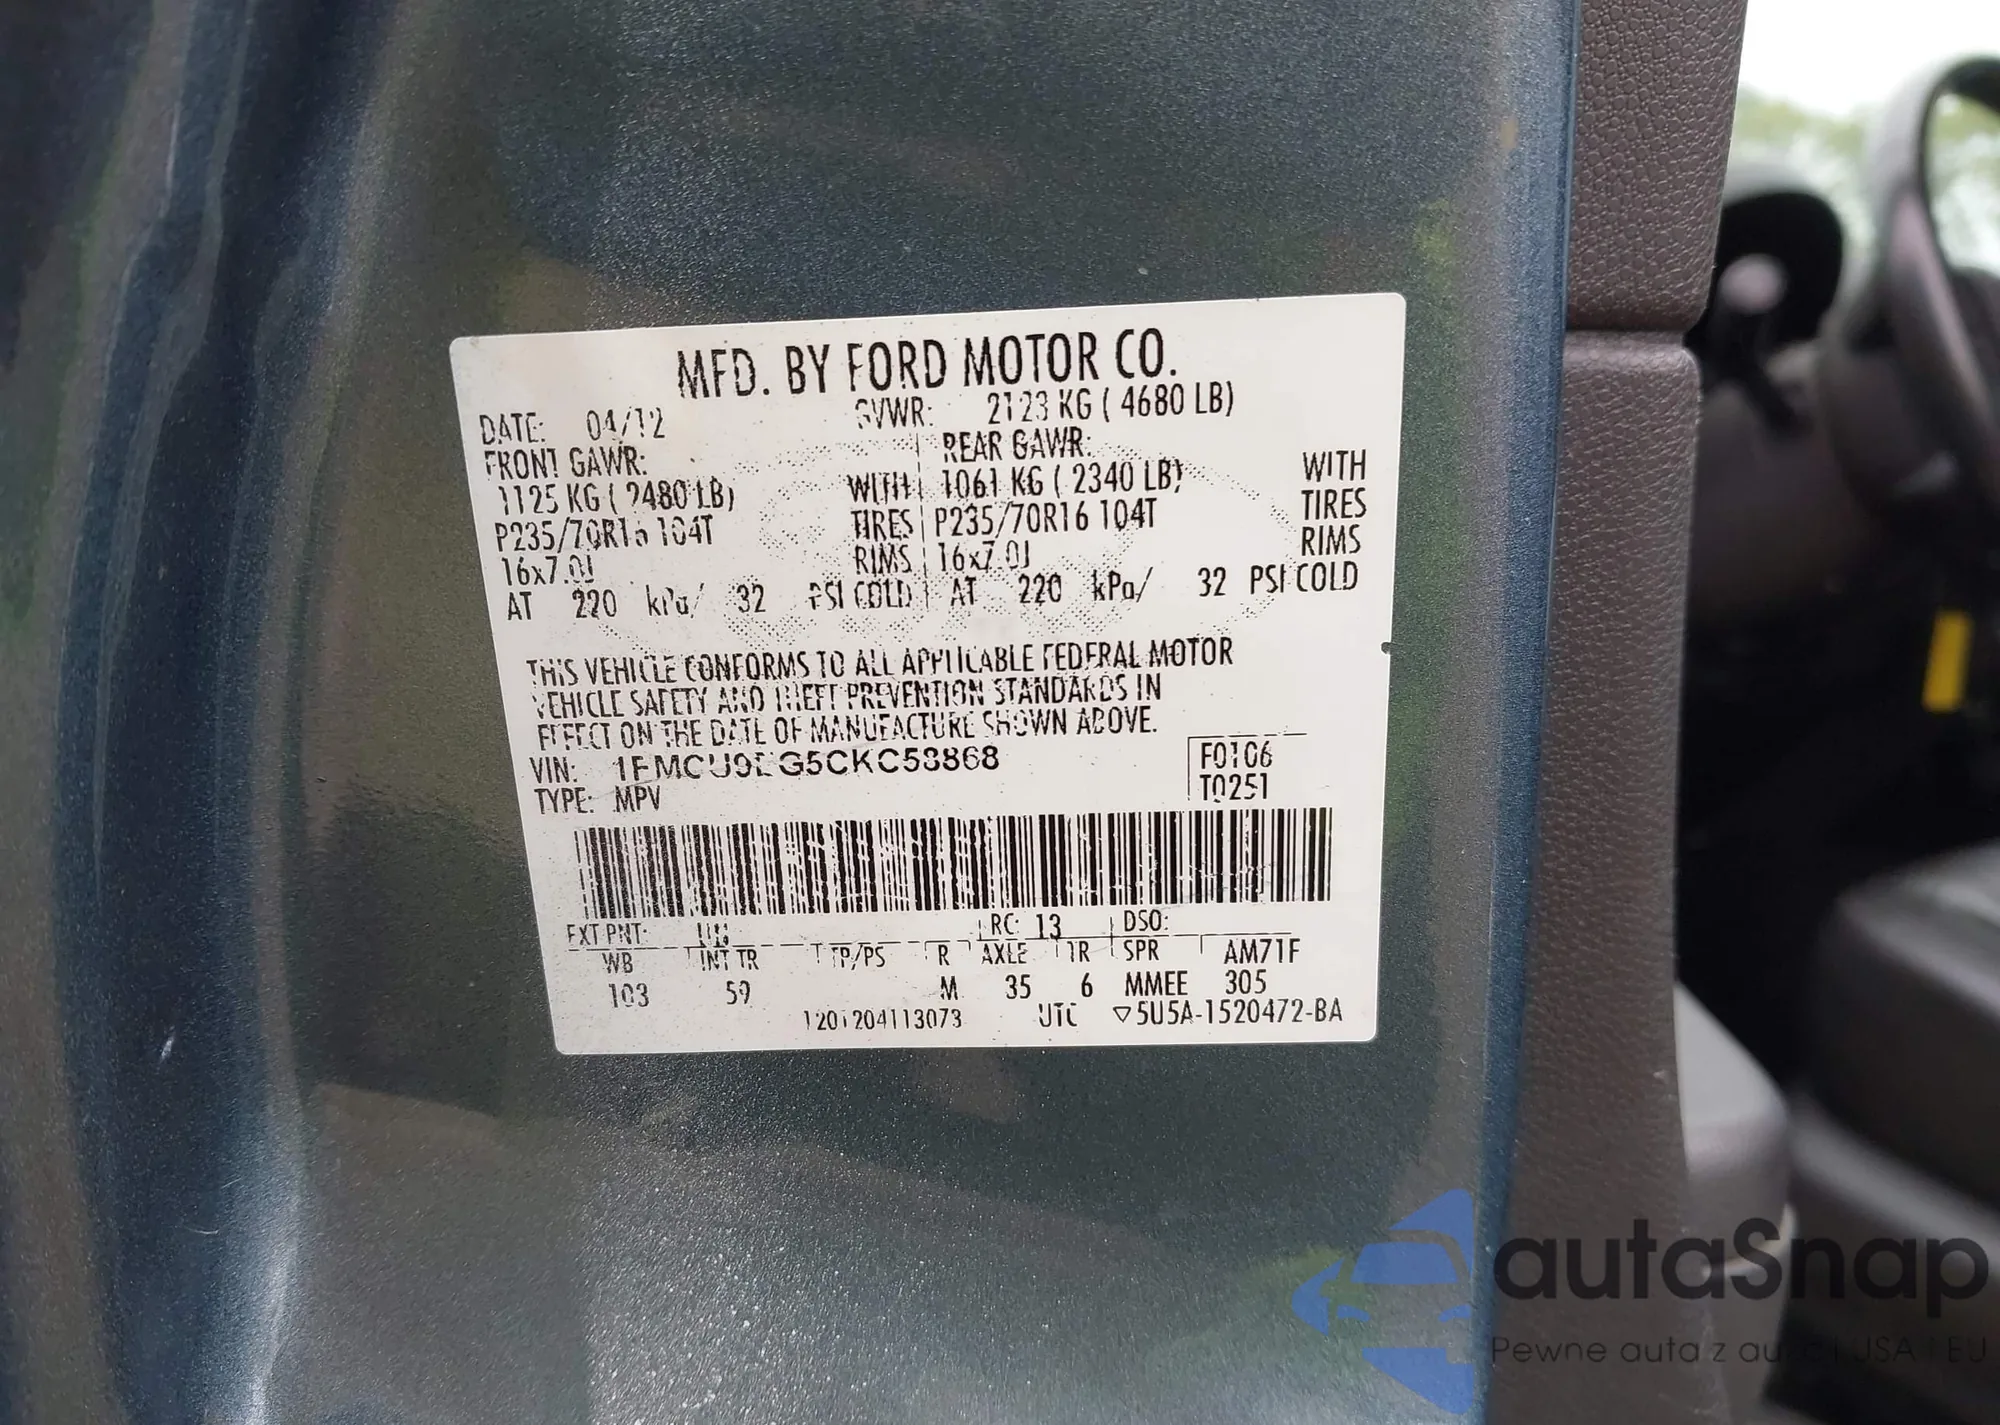 MFD. BY FORD MOTOR CO.
DATE: 04/12 GVWR: 2123 KG ( 4680 LB)
FRONT GAWR: REAR GAWR: WITH
1125 KG ( 2480 LB) WITH 1061 KG ( 2340 LB) TIRES
P235/70R16 104T TIRES P235/70R16 104T RIMS
16x7.0J RIMS 16x7.0J
AT 220 kPa/ 32 PSI COLD AT 220 kPa/ 32 PSI COLD
THIS VEHICLE CONFORMS TO ALL APPLICABLE FEDERAL MOTOR
VEHICLE SAFETY AND THEFT PREVENTION STANDARDS IN
EFFECT ON THE DATE OF MANUFACTURE SHOWN ABOVE.
VIN: F0106
TYPE: MPV T0251
EXT PNT: RC: 13 DSO:
WB INT TR TP/PS R AXLE TR SPR AM71F
103 59 M 35 6 MMEE 305
1201204113073 UTC ▽5U5A-1520472-BA
autaSnap
Pewne auta z USA EU